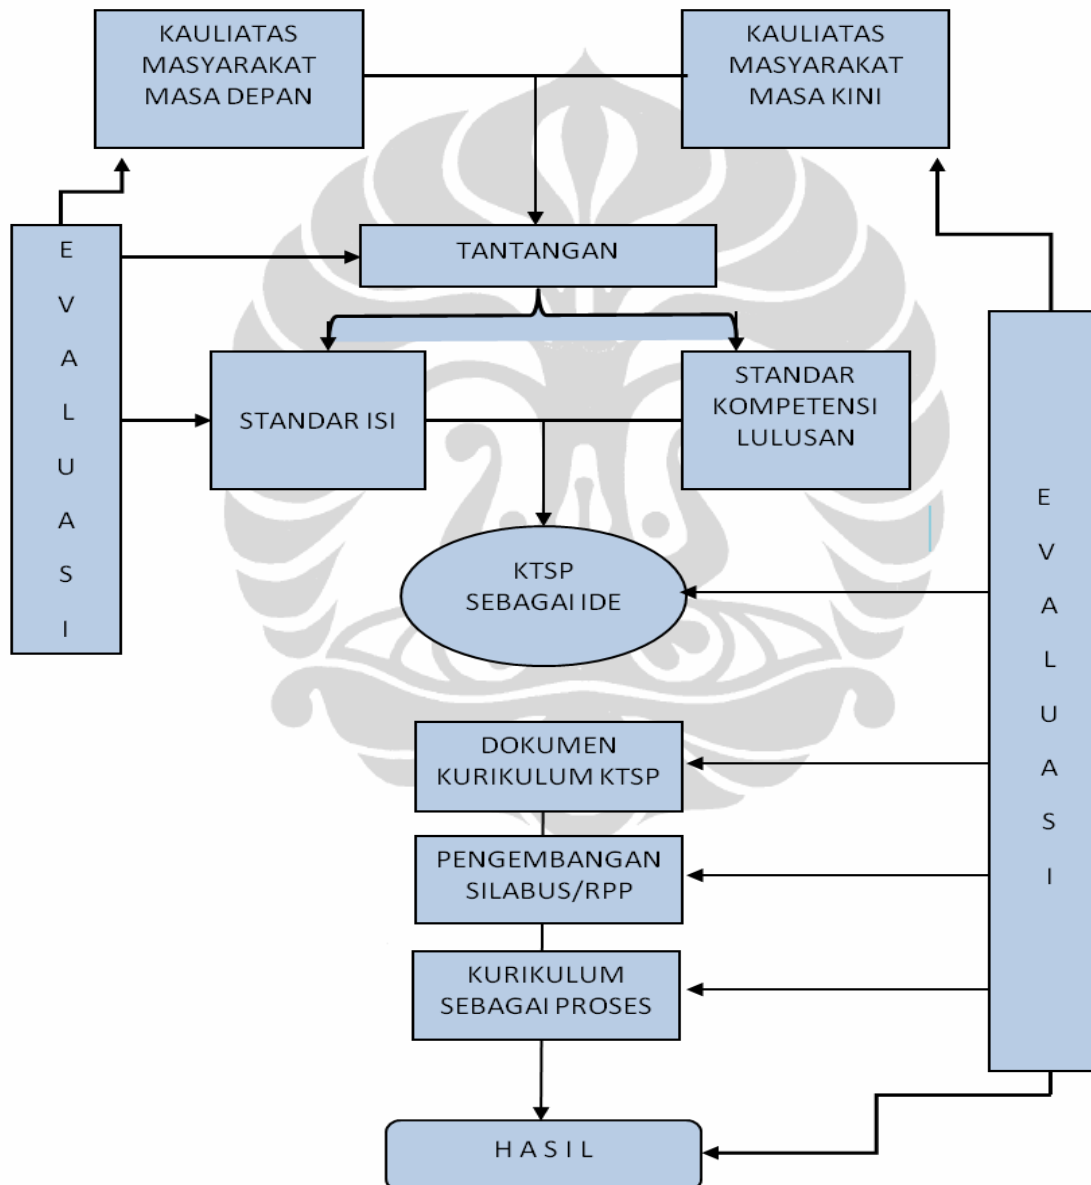 KAULIATAS
MASYARAKAT
MASA DEPAN
KAULIATAS
MASYARAKAT
MASA KINI
E
V
A
L
U
A
S
I
TANTANGAN
STANDAR ISI
STANDAR
KOMPETENSI
LULUSAN
KTSP
SEBAGAI IDE
DOKUMEN
KURIKULUM KTSP
PENGEMBANGAN
SILABUS/RPP
KURIKULUM
SEBAGAI PROSES
H A S I L
E
V
A
L
U
A
S
I